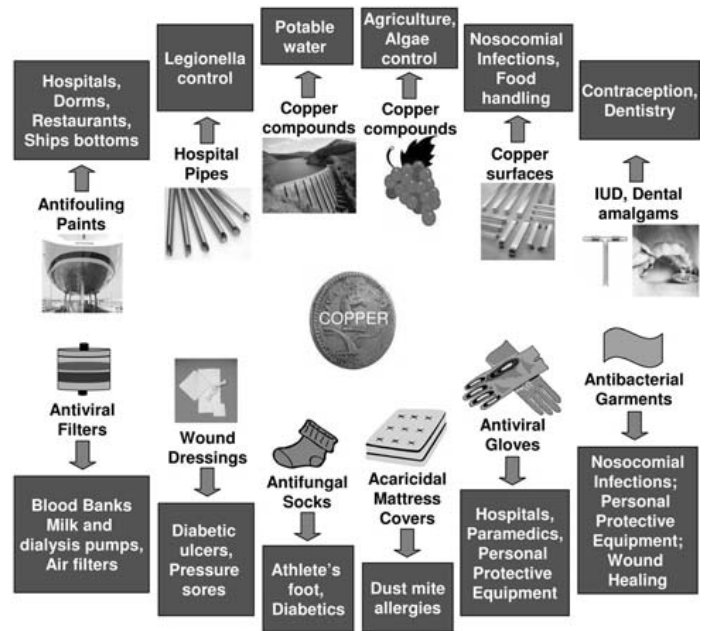 Hospitals,
Dorms,
Restaurants,
Ships bottoms
Antifouling
Paints
Legionella
control
Hospital
Pipes
Potable
water
Copper
compounds
Agriculture,
Algae
control
Copper
compounds
Nosocomial
Infections,
Food
handling
Copper
surfaces
Contraception,
Dentistry
IUD, Dental
amalgams
COPPER
Antiviral
Filters
Blood Banks
Milk and
dialysis pumps,
Air filters
Wound
Dressings
Diabetic
ulcers,
Pressure
sores
Antifungal
Socks
Athlete's
foot,
Diabetics
Acaricidal
Mattress
Covers
Dust mite
allergies
Antiviral
Gloves
Hospitals,
Paramedics,
Personal
Protective
Equipment
Antibacterial
Garments
Nosocomial
Infections;
Personal
Protective
Equipment;
Wound
Healing